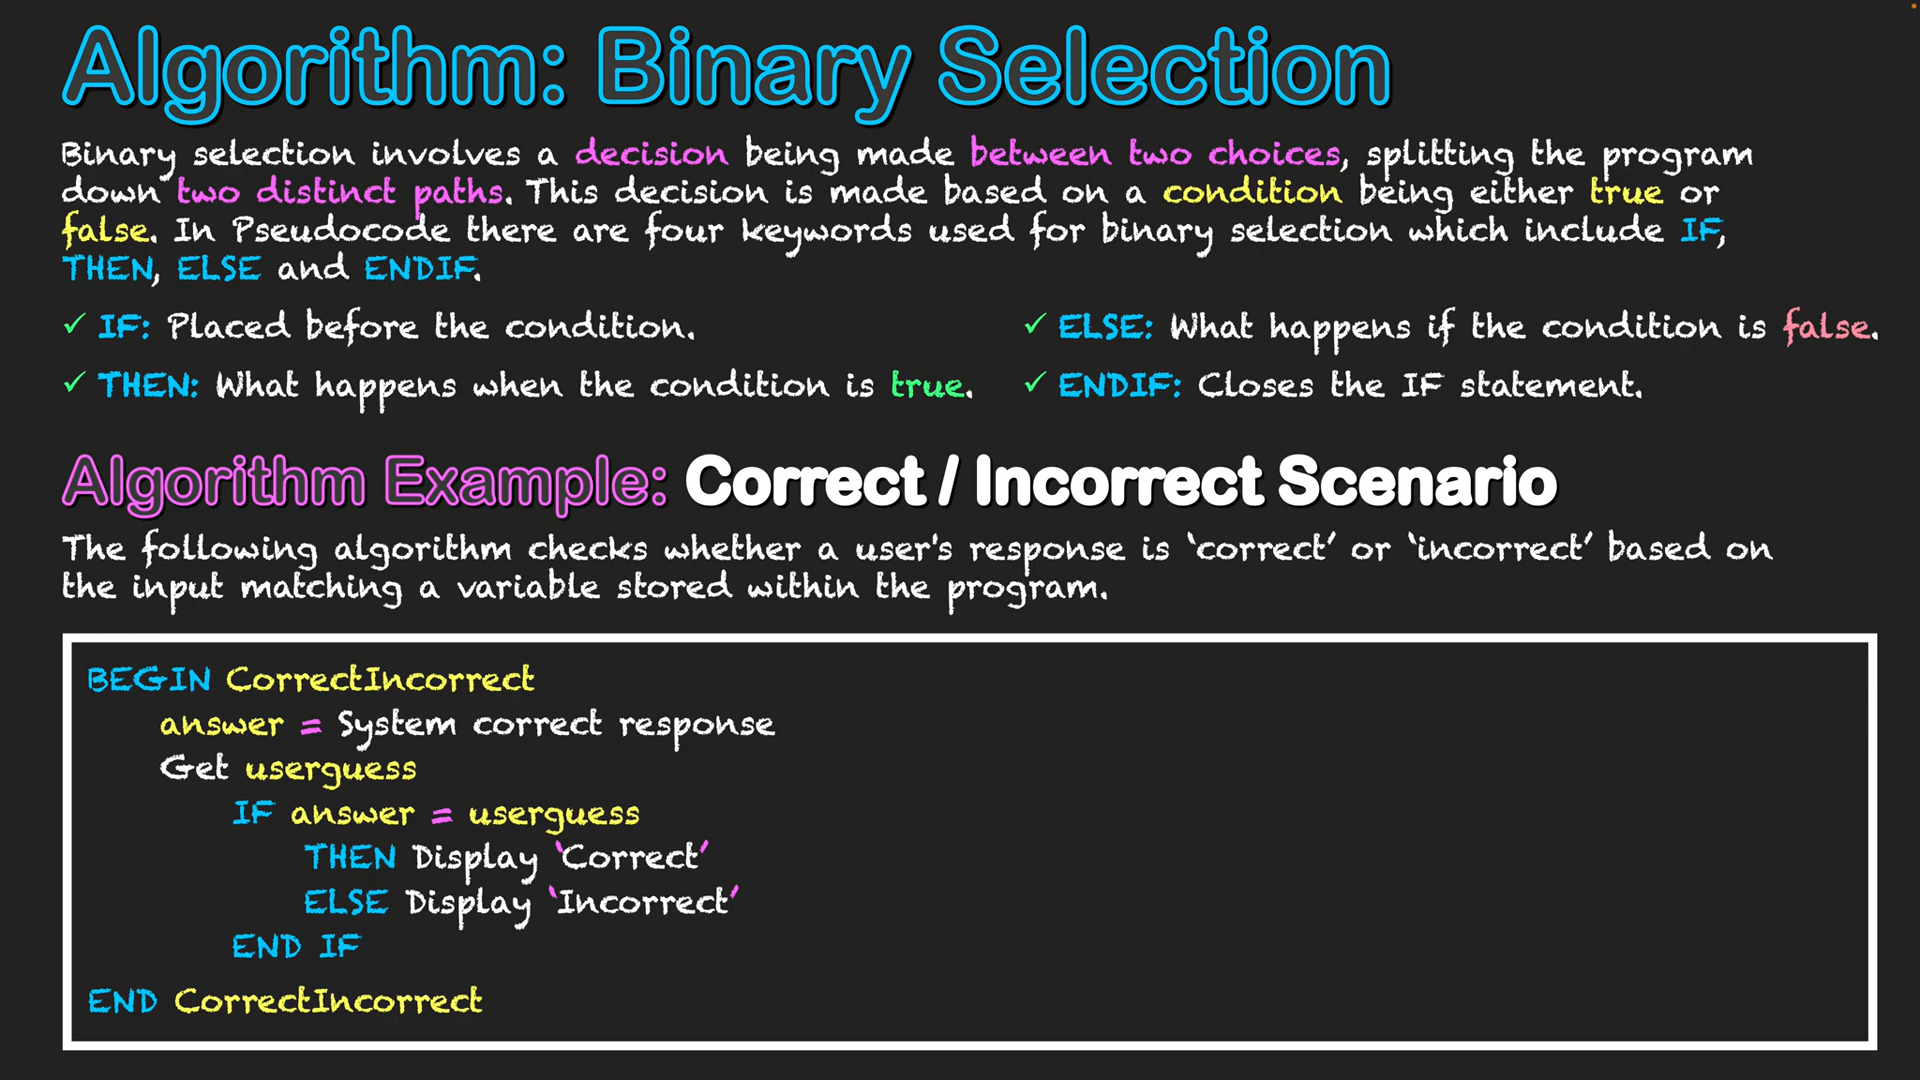 Algorithm: Binary Selection
Binary selection involves a decision being made between two choices, splitting the program
down two distinct paths. This decision is made based on a condition being either true or
false. In Pseudocode there are four keywords used for binary selection which include IF,
THEN, ELSE and ENDIF.
✓ IF: Placed before the condition.
✓ THEN: What happens when the condition is true.
✓ ELSE: What happens if the condition is false.
✓ ENDIF: Closes the IF statement.
Algorithm Example: Correct / Incorrect Scenario
The following algorithm checks whether a user's response is ‘correct’ or ‘incorrect’ based on
the input matching a variable stored within the program.
BEGIN CorrectIncorrect
answer = System correct response
Get userguess
IF answer = userguess
THEN Display ‘Correct’
ELSE Display ‘Incorrect’
END IF
END CorrectIncorrect